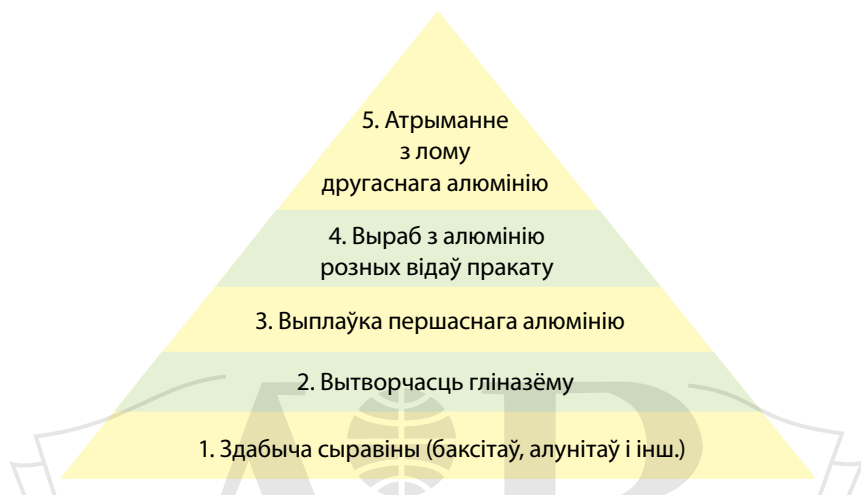 5. Атрыманне
з лому
другаснага алюмінію
4. Выраб з алюмінію
розных відаў пракату
3. Выплаўка першаснага алюмінію
2. Вытворчасць гліназёму
1. Здабыча сыравіны (баксітаў, алунітаў і інш.)